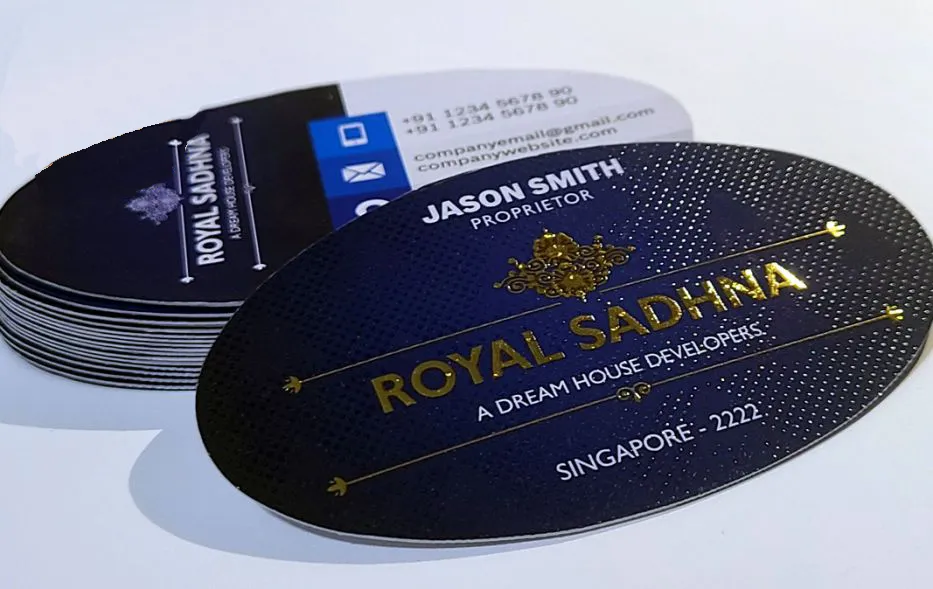 +91 1234 5678 90
+91 1234 5678 90
companyemail@gmail.com
companywebsite.com
ROYAL SADHNA
A DREAM HOUSE DEVELOPERS
JASON SMITH
PROPRIETOR
ROYAL SADHNA
A DREAM HOUSE DEVELOPERS
SINGAPORE - 2222